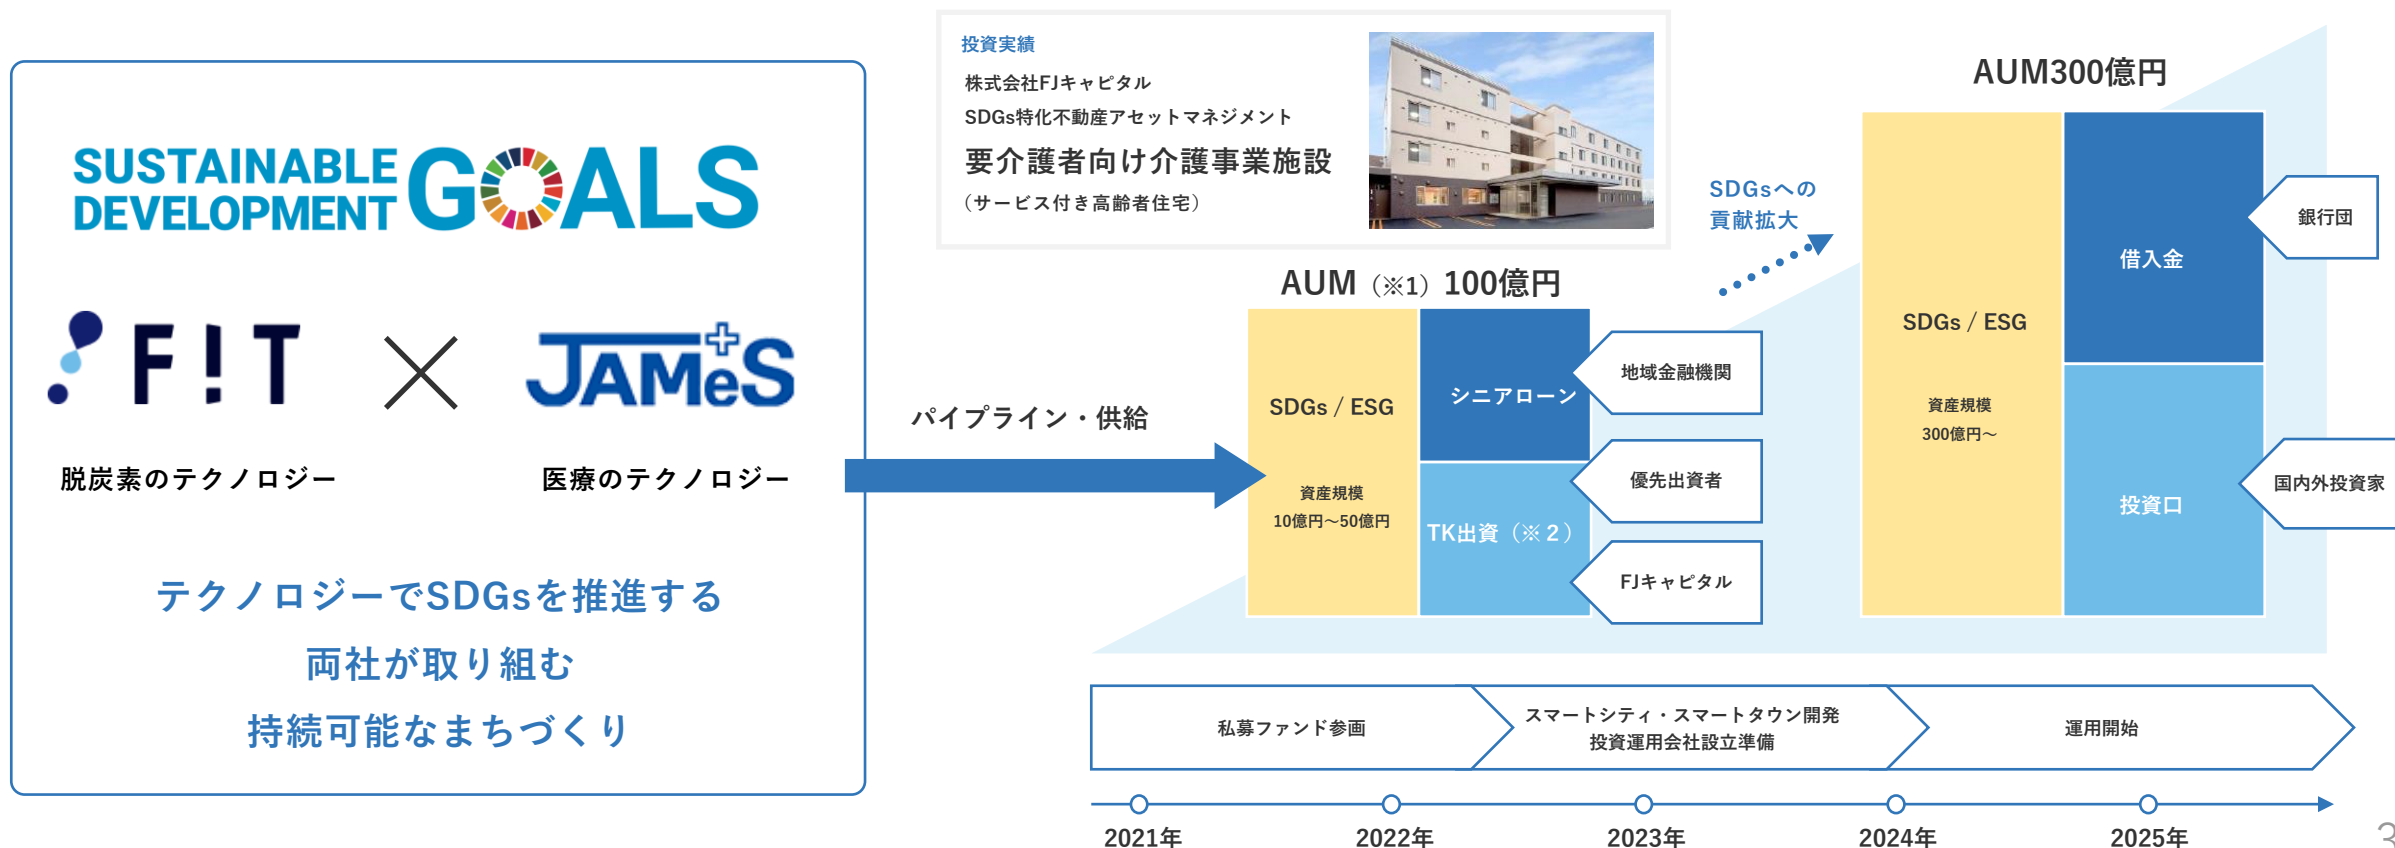 SUSTAINABLE
DEVELOPMENT
GOALS
F!T
JAMeS
脱炭素のテクノロジー
医療のテクノロジー
テクノロジーでSDGsを推進する
両社が取り組む
持続可能なまちづくり
パイプライン・供給
投資実績
株式会社FJキャピタル
SDGs特化不動産アセットマネジメント
要介護者向け介護事業施設
（サービス付き高齢者住宅）
AUM（※1）100億円
SDGs / ESG
資産規模
10億円～50億円
シニアローン
TK出資（※２）
地域金融機関
優先出資者
FJキャピタル
SDGsへの
貢献拡大
AUM300億円
SDGs / ESG
資産規模
300億円～
借入金
投資口
銀行団
国内外投資家
私募ファンド参画
スマートシティ・スマートタウン開発
投資運用会社設立準備
運用開始
2021年
2022年
2023年
2024年
2025年